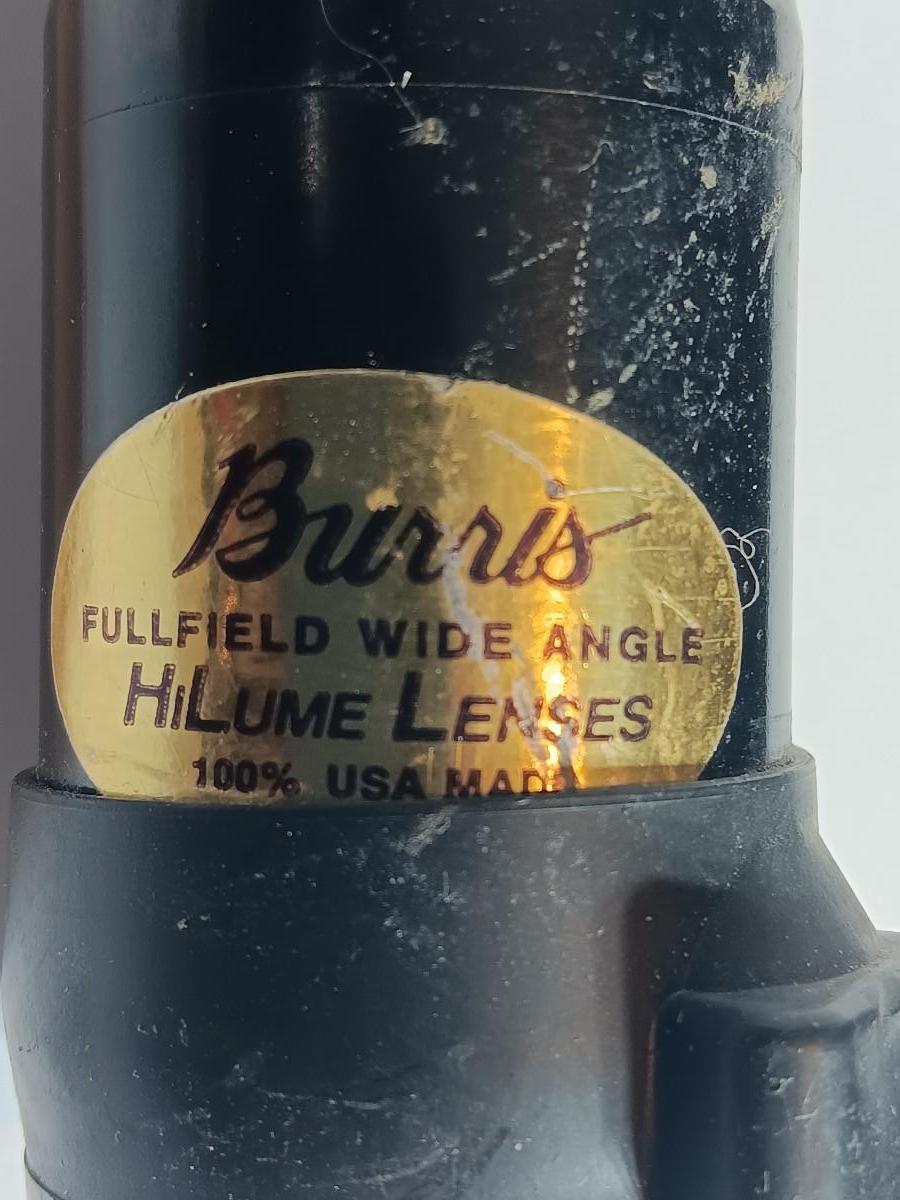 Burris
FULLFIELD WIDE ANGLE
HiLUME LENSES
100% USA MADE